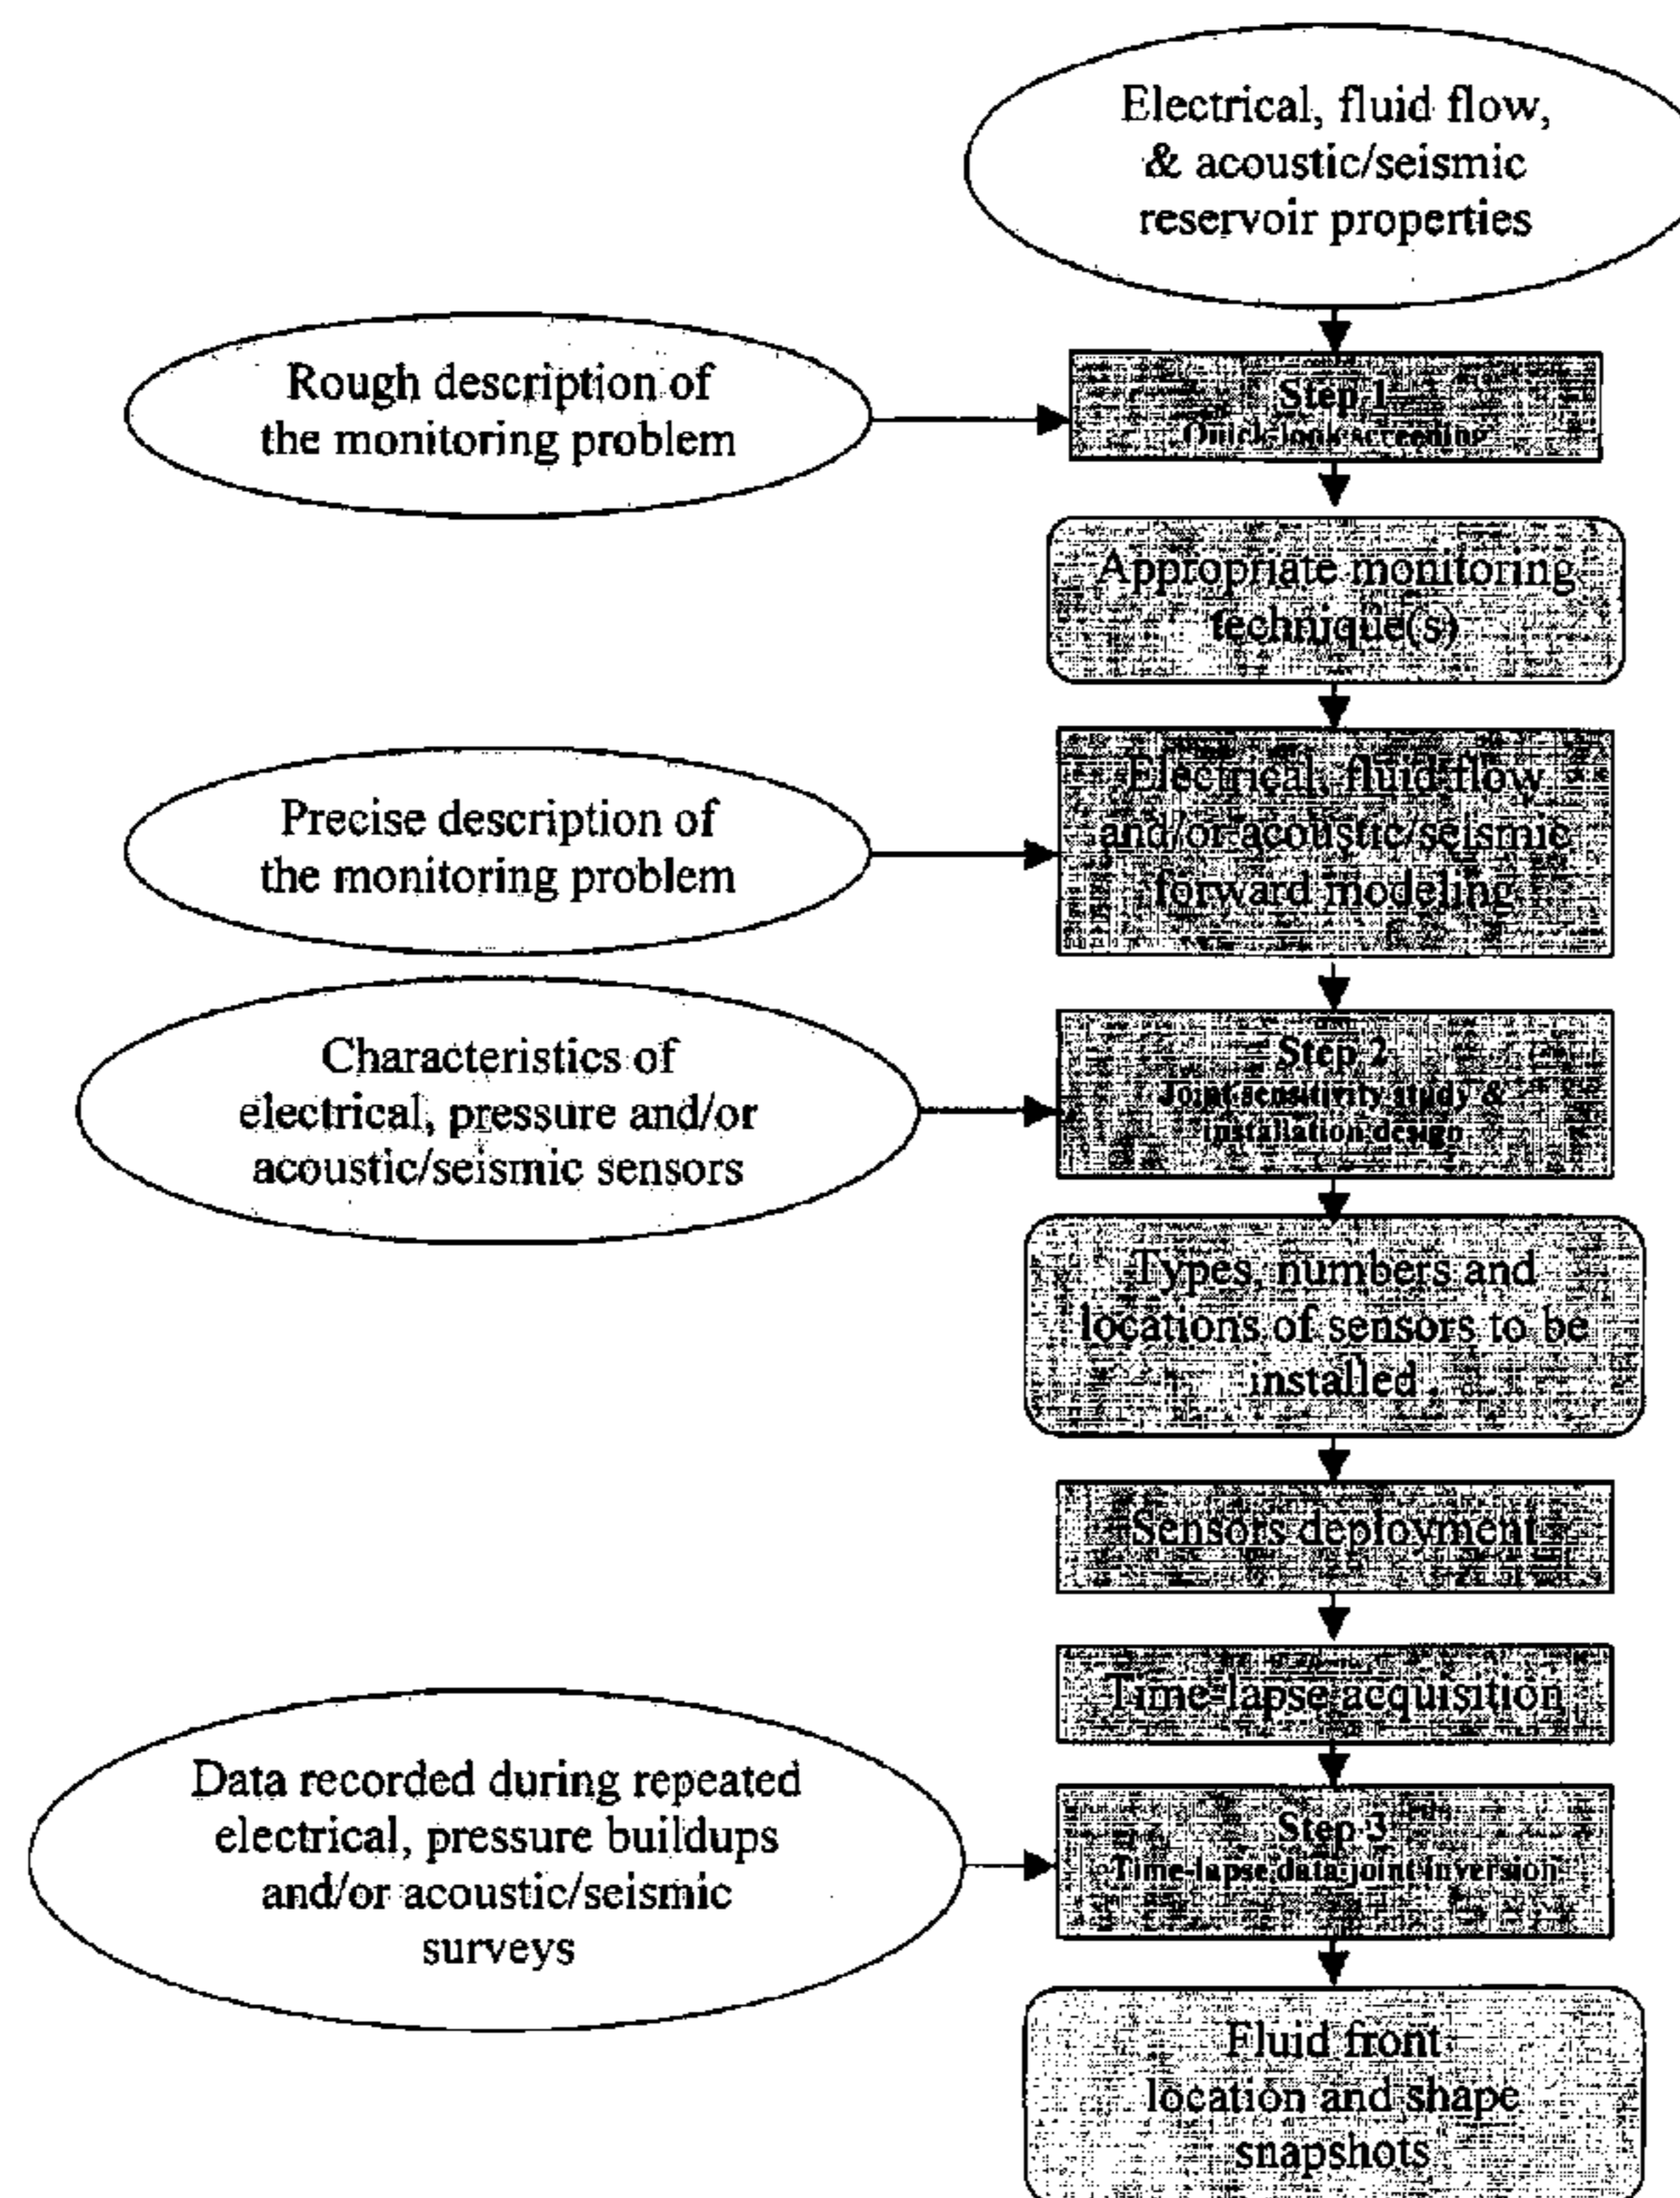 Electrical, fluid flow,
& acoustic/seismic
reservoir properties
Rough description of
the monitoring problem
Step 1
Quick-look screening
Appropriate monitoring
technique(s)
Precise description of
the monitoring problem
Electrical, fluid flow
and/or acoustic/seismic
forward modeling
Characteristics of
electrical, pressure and/or
acoustic/seismic sensors
Step 2
Joint sensitivity study &
installation design
Types, numbers and
locations of sensors to be
installed
Sensors deployment
Time-lapse acquisition
Data recorded during repeated
electrical, pressure buildups
and/or acoustic/seismic
surveys
Step 3
Time-lapse data joint inversion
Fluid front
location and shape
snapshots